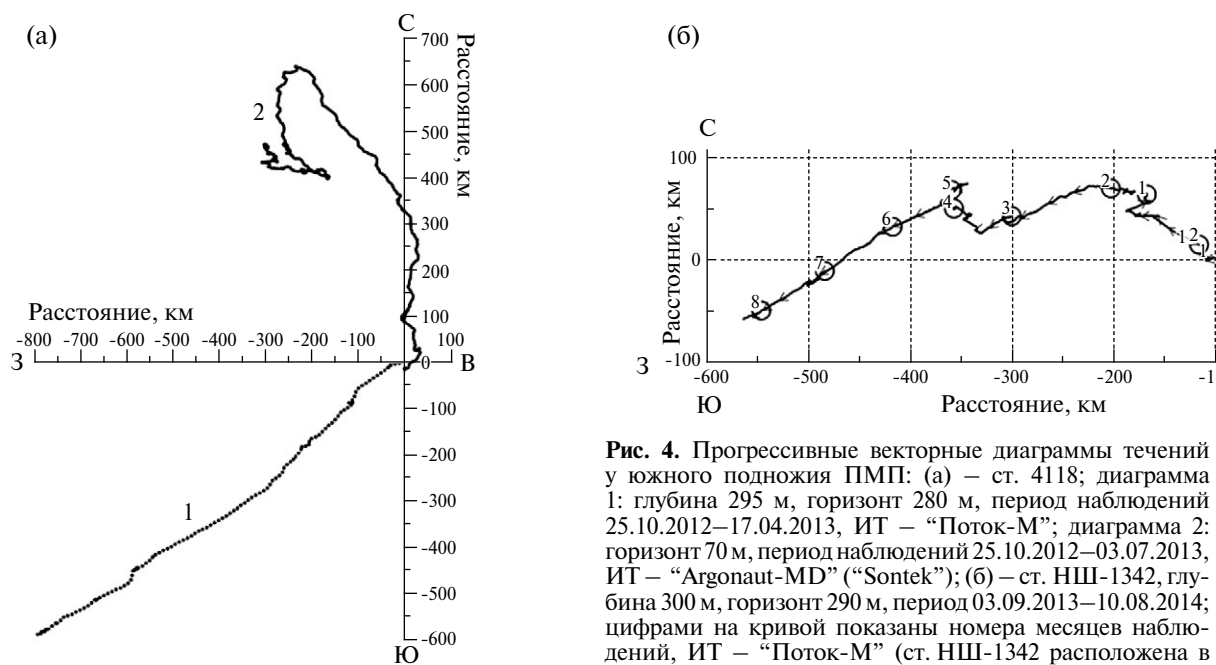 (а)
С
700
600
500
400
300
200
100
0
-100
-200
-300
-400
-500
-600
Ю
Расстояние, км
Расстояние, км
-800 -700 -600 -500 -400 -300 -200 -100 0 100
З
В
2
1
(б)
С
100
0
-100
Расстояние, км
5
4
6
7
8
3
2
1
1 2
1
З
-600 -500 -400 -300 -200
Ю
Расстояние, км
Рис. 4. Прогрессивные векторные диаграммы течений
у южного подножия ПМП: (а) – ст. 4118; диаграмма
1: глубина 295 м, горизонт 280 м, период наблюдений
25.10.2012–17.04.2013, ИТ – “Поток-М”; диаграмма 2:
горизонт 70 м, период наблюдений 25.10.2012–03.07.2013,
ИТ – “Argonaut-MD” (“Sontek”); (б) – ст. НШ-1342, глу-
бина 300 м, горизонт 290 м, период 03.09.2013–10.08.2014;
цифрами на кривой показаны номера месяцев наблю-
дений, ИТ – “Поток-М” (ст. НШ-1342 расположена в